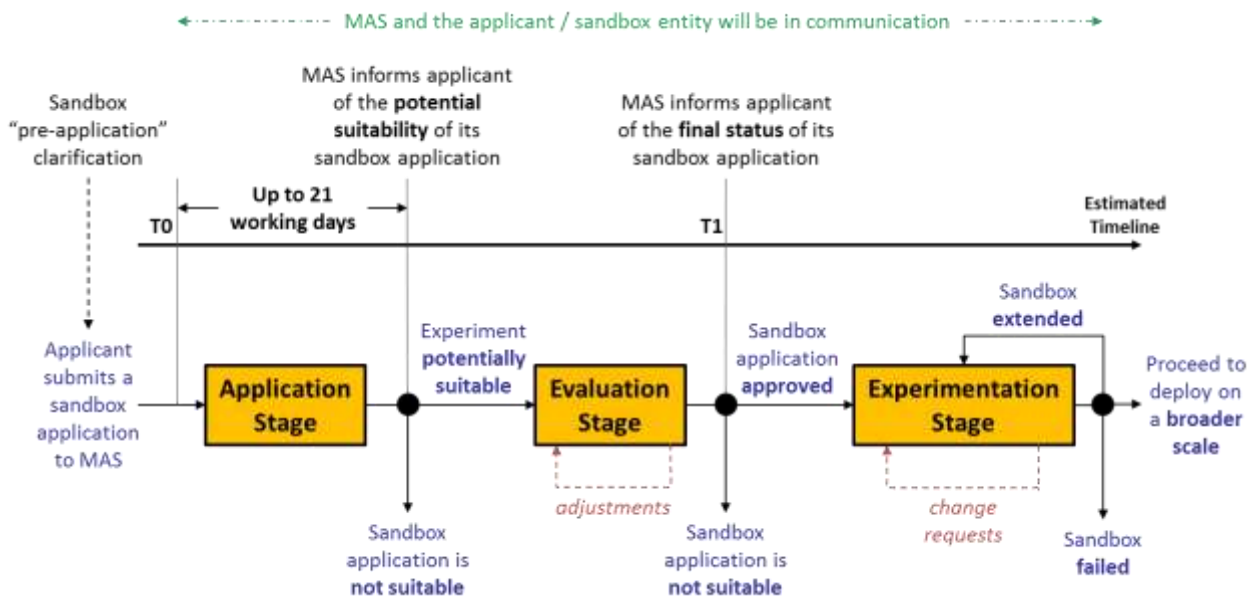 MAS and the applicant / sandbox entity will be in communication
Sandbox
“pre-application”
clarification
MAS informs applicant
of the potential
suitability of its
sandbox application
MAS informs applicant
of the final status of its
sandbox application
Up to 21
working days
T0
T1
Estimated
Timeline
Applicant
submits a
sandbox
application
to MAS
Application
Stage
Experiment
potentially
suitable
Evaluation
Stage
adjustments
Sandbox
application
approved
Experimentation
Stage
change
requests
Sandbox
extended
Proceed to
deploy on
a broader
scale
Sandbox
application is
not suitable
Sandbox
application is
not suitable
Sandbox
failed